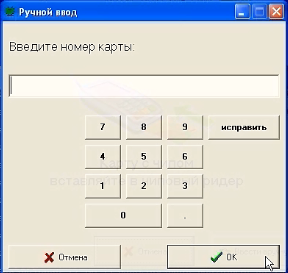 Ручной ввод
Введите номер карты:
7 8 9 исправить
4 5 6
1 2 3
0 .
Отмена OK